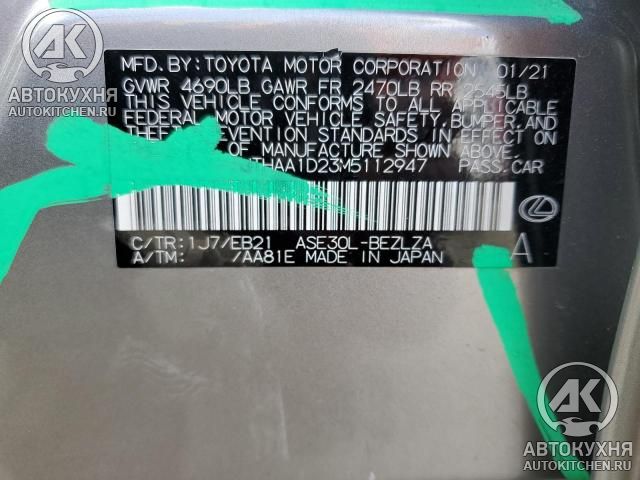 MFD. BY: TOYOTA MOTOR CORPORATION 01/21
GVWR 4690LB GAWR FR 2470LB RR 2645LB
THIS VEHICLE CONFORMS TO ALL APPLICABLE
FEDERAL MOTOR VEHICLE SAFETY, BUMPER, AND
THEFT PREVENTION STANDARDS IN EFFECT ON
OF MANUFACTURE SHOWN ABOVE.
JTHAA1D23M5112947 PASS. CAR
C/TR: 1J7/EB21 ASE30L-BEZLZA
A/TM: /AA81E MADE IN JAPAN
A
АК
АВТОКУХНЯ
AUTOKITCHEN.RU
АК
АВТОКУХНЯ
AUTOKITCHEN.RU